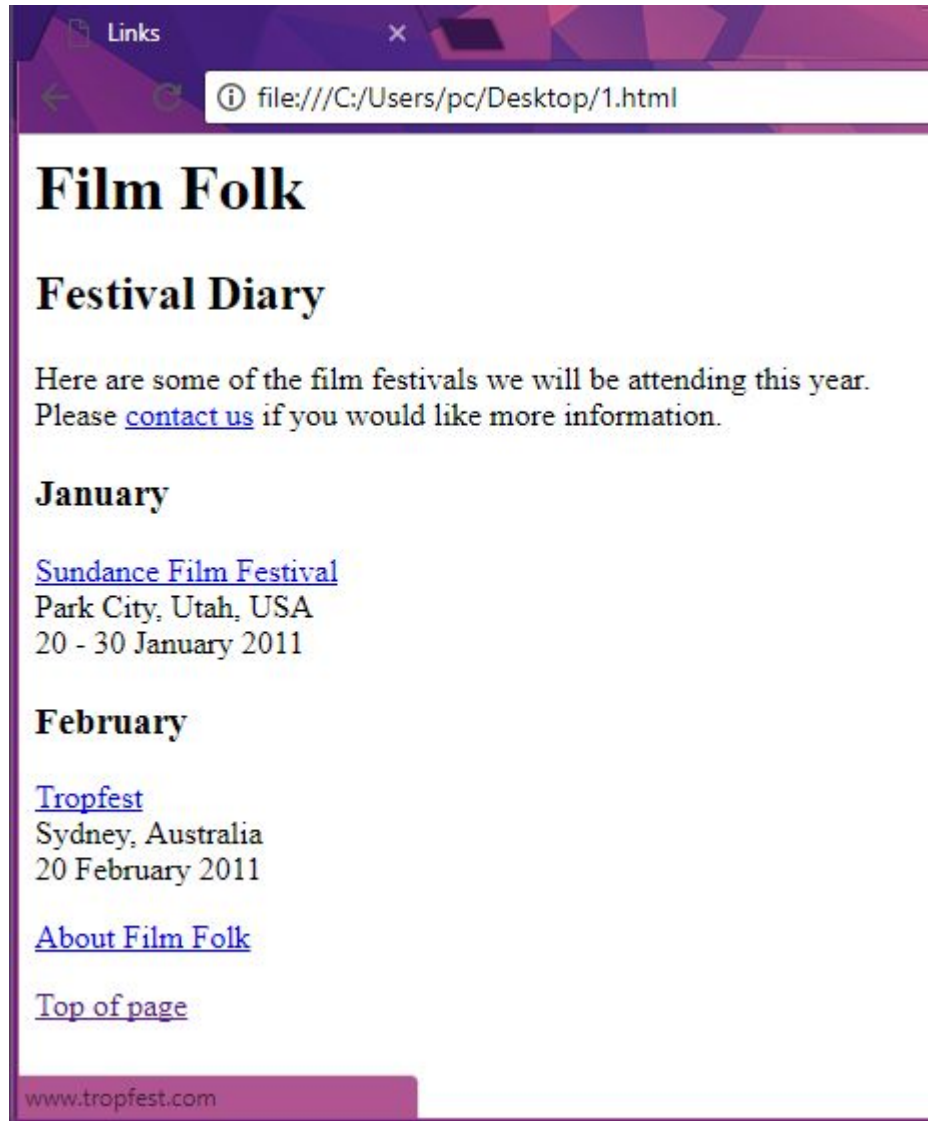 Links
file:///C:/Users/pc/Desktop/1.html
Film Folk
Festival Diary
Here are some of the film festivals we will be attending this year.
Please contact us if you would like more information.
January
Sundance Film Festival
Park City, Utah, USA
20 - 30 January 2011
February
Tropfest
Sydney, Australia
20 February 2011
About Film Folk
Top of page
www.tropfest.com